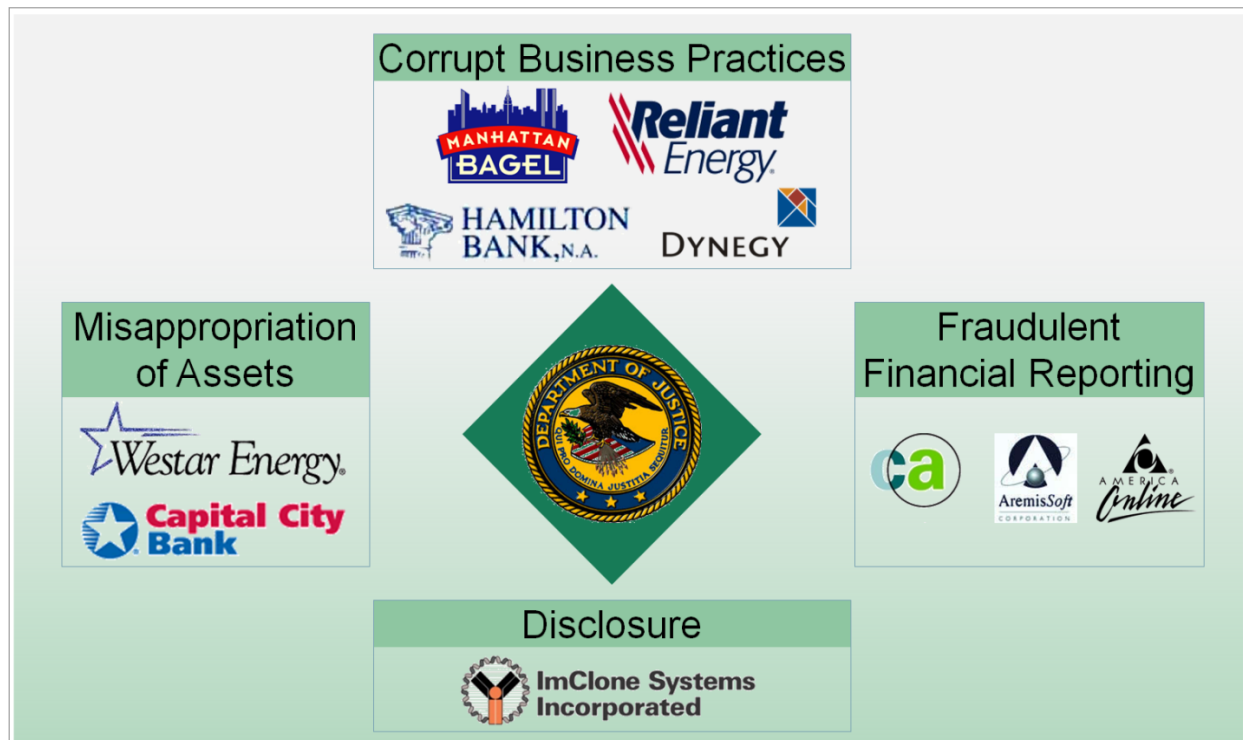 Corrupt Business Practices
MANHATTAN
BAGEL
Reliant
Energy®
HAMILTON
BANK, N.A.
DYNEGY
Misappropriation
of Assets
Westar Energy®
Capital City
Bank
DEPARTMENT OF JUSTICE
QUI PRO DOMINA JUSTITIA SEQUITUR
Fraudulent
Financial Reporting
ca
AremisSoft
CORPORATION
AMERICA
Online®
Disclosure
ImClone Systems
Incorporated